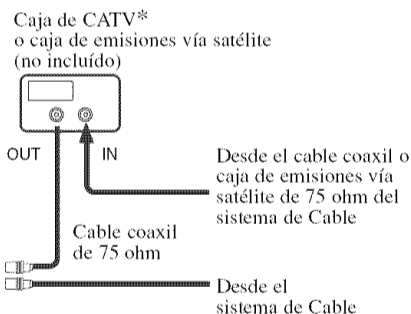 Caja de CATV*
o caja de emisiones vía satélite
(no incluído)
OUT
IN
Desde el cable coaxil o
caja de emisiones vía
satélite de 75 ohm del
sistema de Cable
Cable coaxil
de 75 ohm
Desde el
sistema de Cable